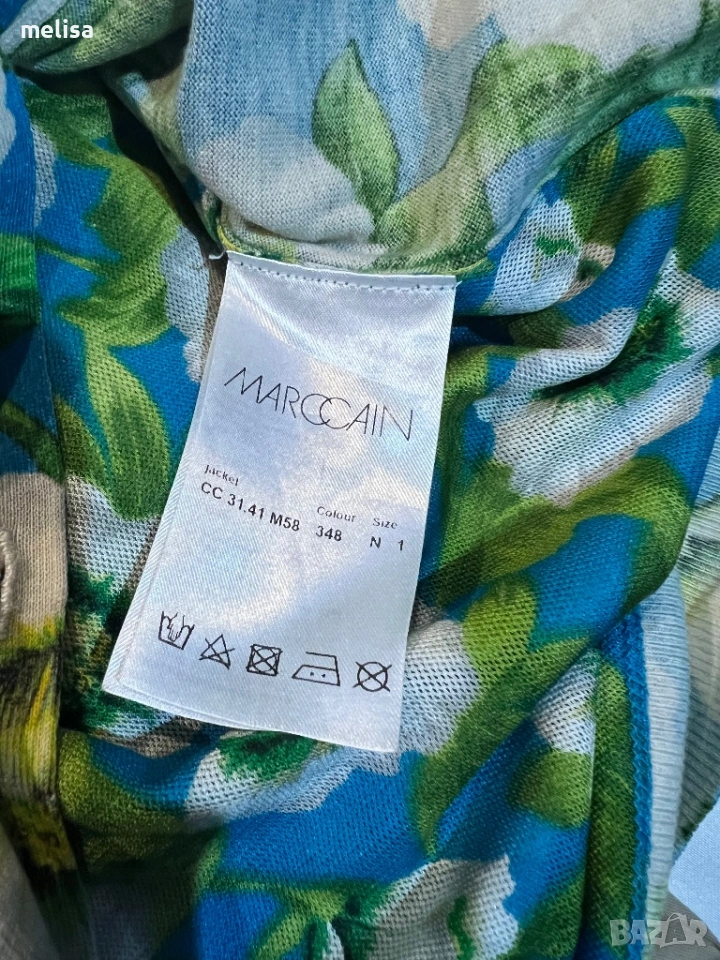 melisa
MARCCAIN
Jacket Colour Size
CC 31.41 M58 348 N 1
BAZAR